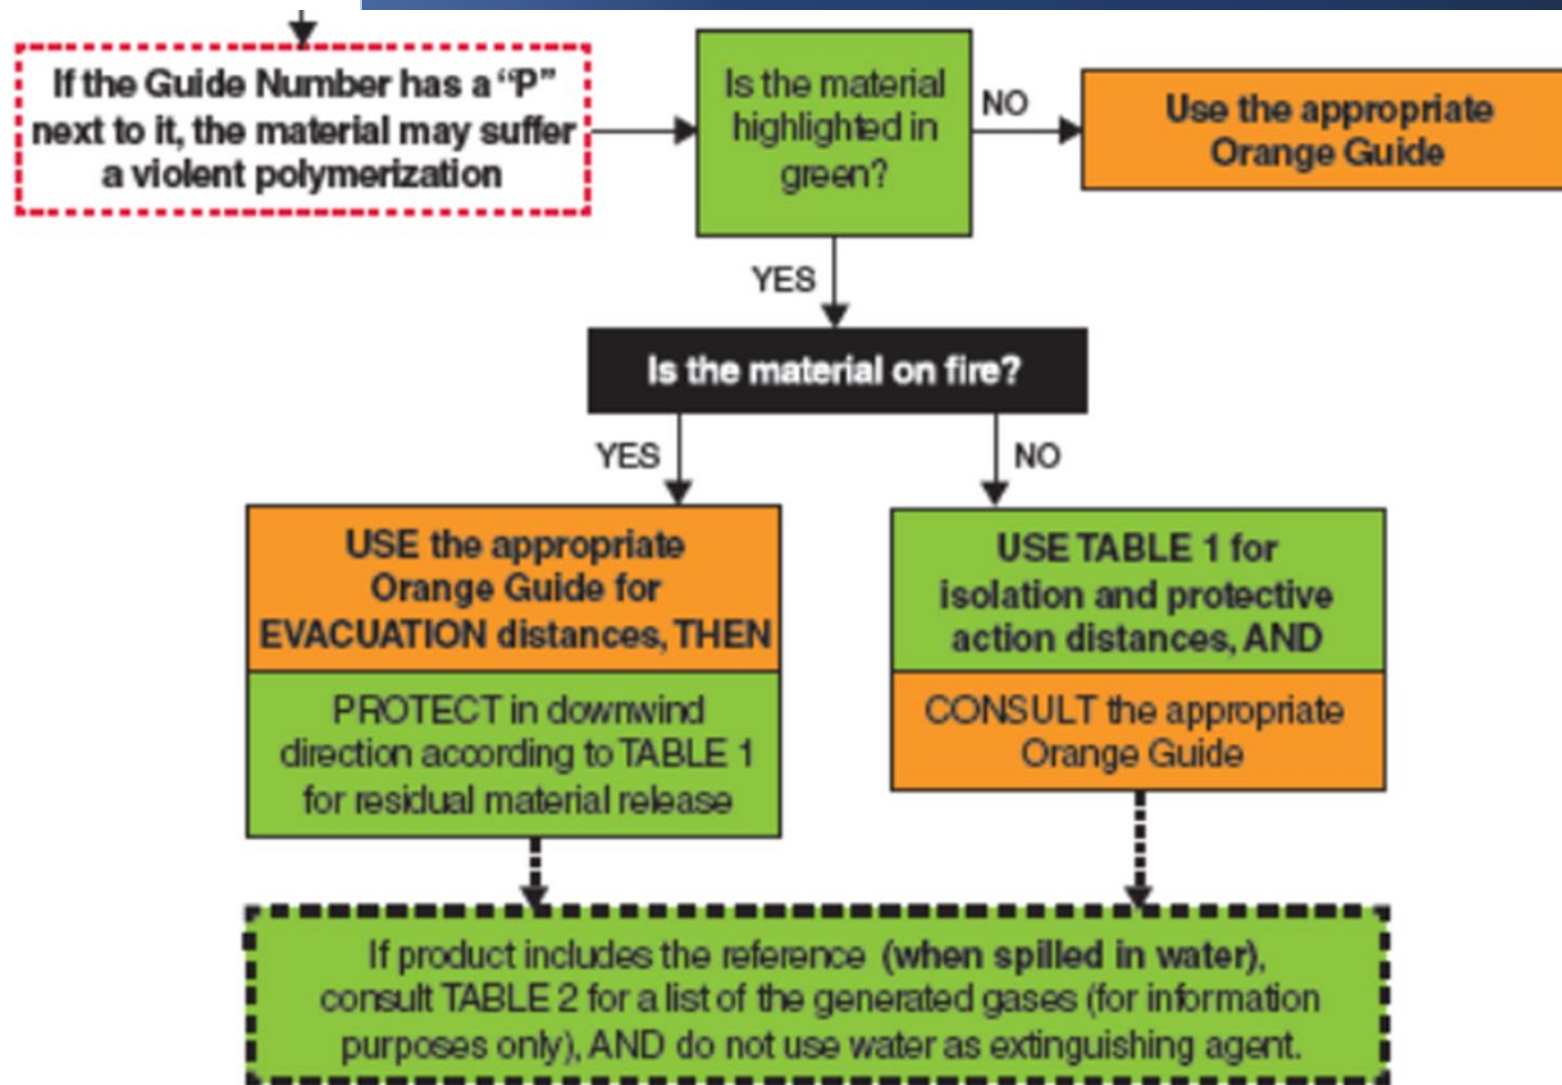 If the Guide Number has a “P”
next to it, the material may suffer
a violent polymerization
Is the material
highlighted in
green?
NO
Use the appropriate
Orange Guide
YES
Is the material on fire?
YES
NO
USE the appropriate
Orange Guide for
EVACUATION distances, THEN
PROTECT in downwind
direction according to TABLE 1
for residual material release
USE TABLE 1 for
isolation and protective
action distances, AND
CONSULT the appropriate
Orange Guide
If product includes the reference (when spilled in water),
consult TABLE 2 for a list of the generated gases (for information
purposes only), AND do not use water as extinguishing agent.